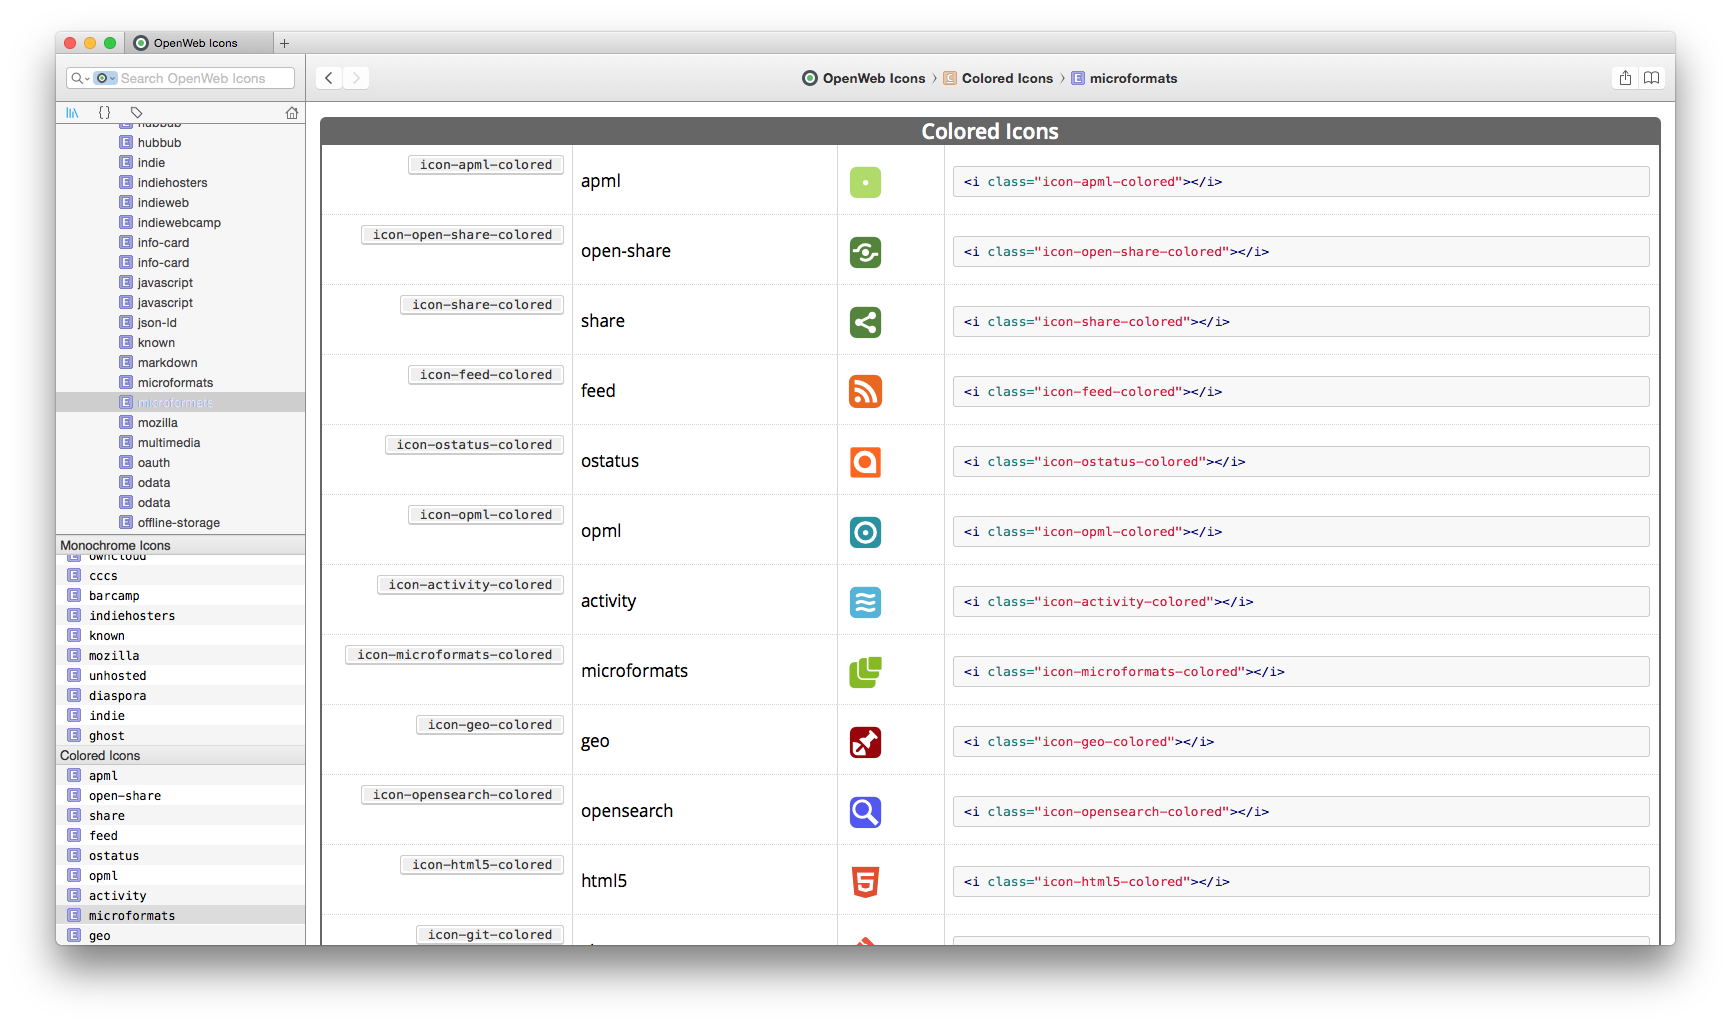 OpenWeb Icons
Search OpenWeb Icons
OpenWeb Icons › C Colored Icons › E microformats
hubbub
E hubbub
E indie
E indiehosters
E indieweb
E indiewebcamp
E info-card
E info-card
E javascript
E javascript
E json-ld
E known
E markdown
E microformats
E microformats
E mozilla
E multimedia
E oauth
E odata
E odata
E offline-storage
Monochrome Icons
E owncloud
E cccs
E barcamp
E indiehosters
E known
E mozilla
E unhosted
E diaspora
E indie
E ghost
Colored Icons
E apml
E open-share
E share
E feed
E ostatus
E opml
E activity
E microformats
E geo
Colored Icons
icon-apml-colored apml <i class="icon-apml-colored"></i>
icon-open-share-colored open-share <i class="icon-open-share-colored"></i>
icon-share-colored share <i class="icon-share-colored"></i>
icon-feed-colored feed <i class="icon-feed-colored"></i>
icon-ostatus-colored ostatus <i class="icon-ostatus-colored"></i>
icon-opml-colored opml <i class="icon-opml-colored"></i>
icon-activity-colored activity <i class="icon-activity-colored"></i>
icon-microformats-colored microformats <i class="icon-microformats-colored"></i>
icon-geo-colored geo <i class="icon-geo-colored"></i>
icon-opensearch-colored opensearch <i class="icon-opensearch-colored"></i>
icon-html5-colored html5 <i class="icon-html5-colored"></i>
icon-git-colored